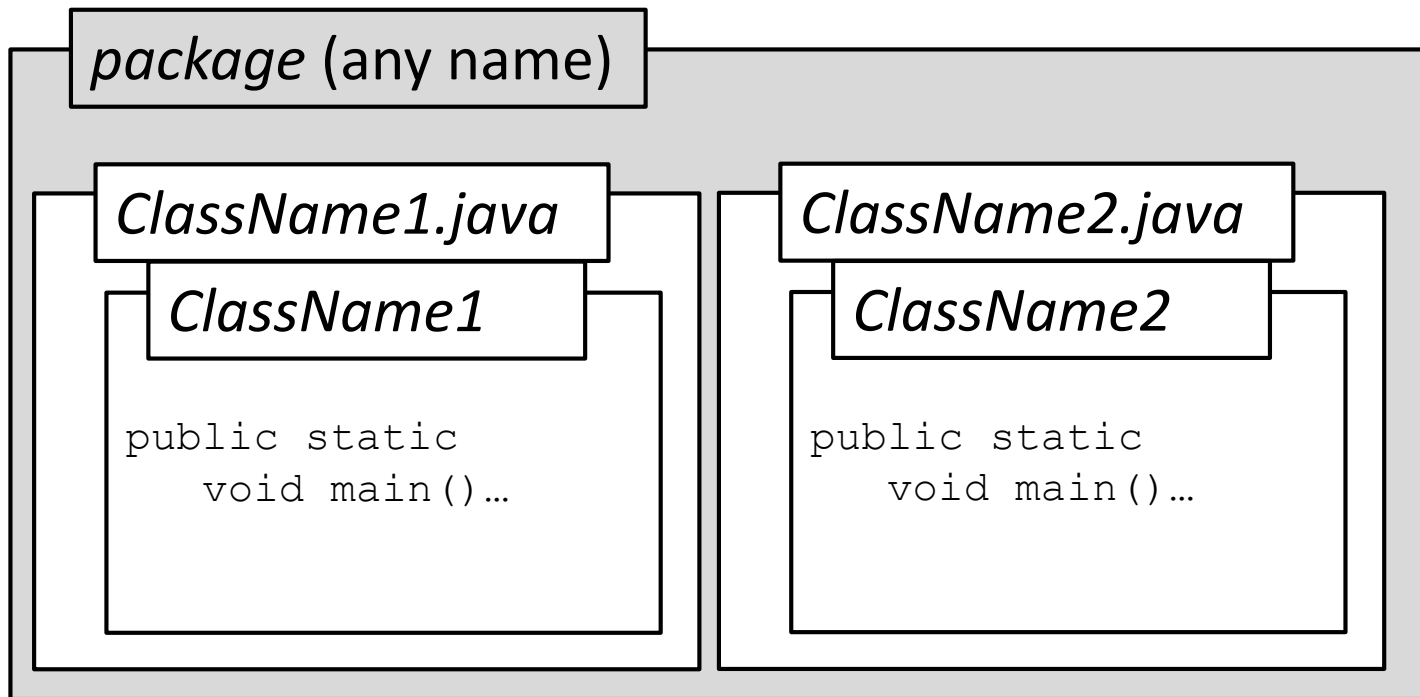 package (any name)
ClassName1.java
ClassName1
public static
void main()…
ClassName2.java
ClassName2
public static
void main()…